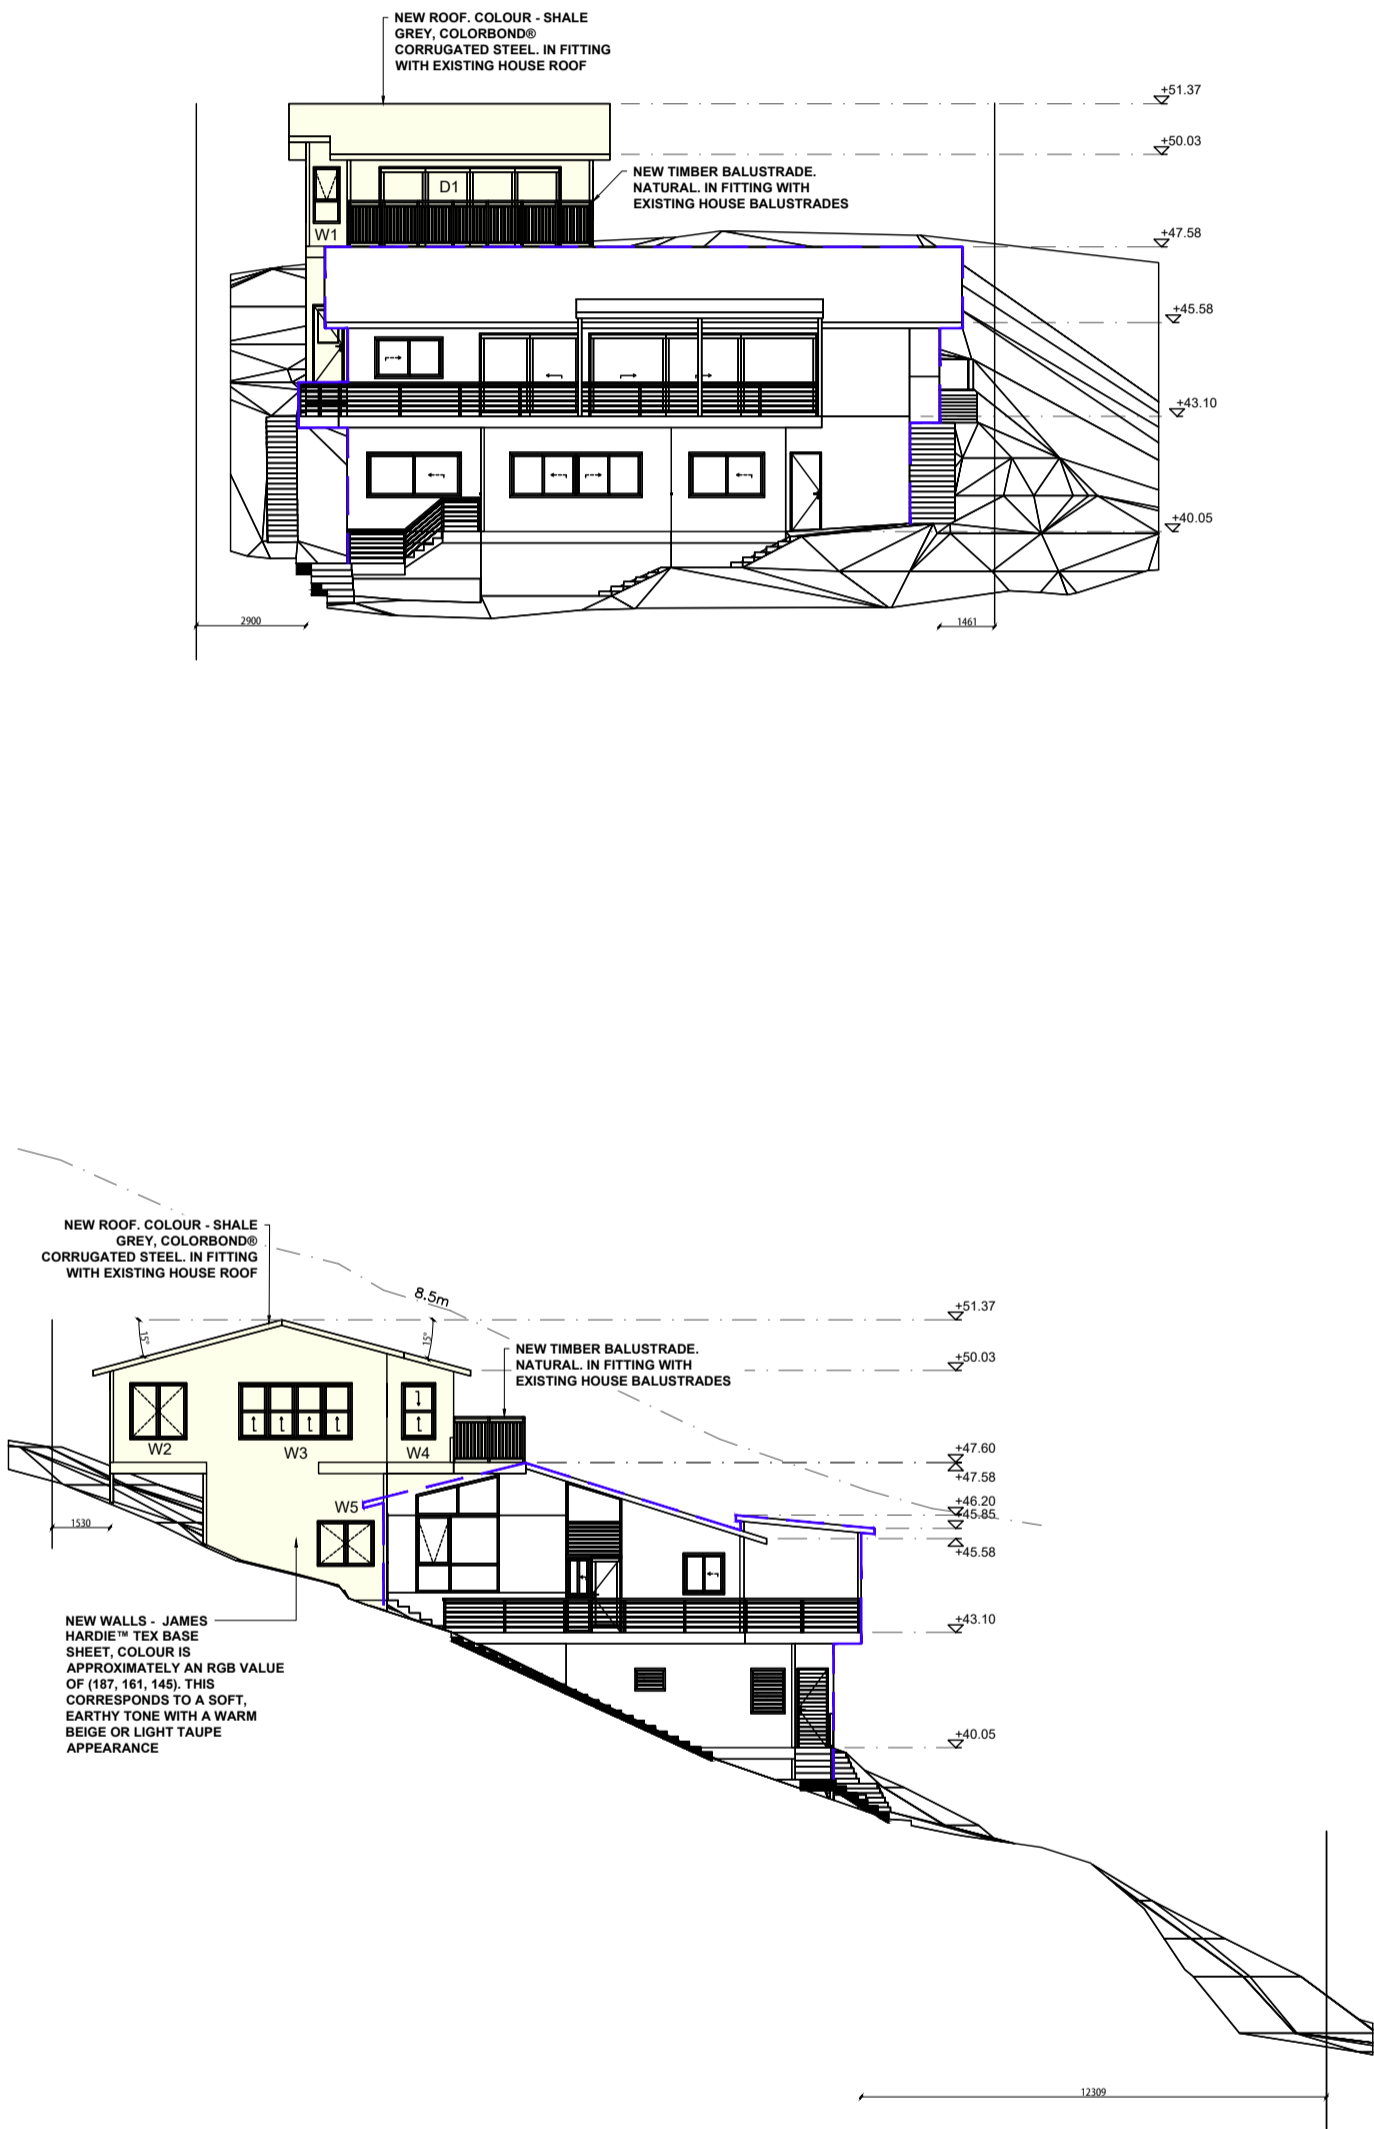 NEW ROOF. COLOUR - SHALE
GREY, COLORBOND®
CORRUGATED STEEL. IN FITTING
WITH EXISTING HOUSE ROOF
+51.37
+50.03
NEW TIMBER BALUSTRADE.
NATURAL. IN FITTING WITH
EXISTING HOUSE BALUSTRADES
D1
W1
+47.58
+45.58
+43.10
+40.05
2900
1461
NEW ROOF. COLOUR - SHALE
GREY, COLORBOND®
CORRUGATED STEEL. IN FITTING
WITH EXISTING HOUSE ROOF
8.5m
+51.37
15°
15°
NEW TIMBER BALUSTRADE.
NATURAL. IN FITTING WITH
EXISTING HOUSE BALUSTRADES
+50.03
W2
W3
W4
+47.60
+47.58
W5
+46.20
+45.85
+45.58
1530
NEW WALLS - JAMES
HARDIE™ TEX BASE
SHEET, COLOUR IS
APPROXIMATELY AN RGB VALUE
OF (187, 161, 145). THIS
CORRESPONDS TO A SOFT,
EARTHY TONE WITH A WARM
BEIGE OR LIGHT TAUPE
APPEARANCE
+43.10
+40.05
12309